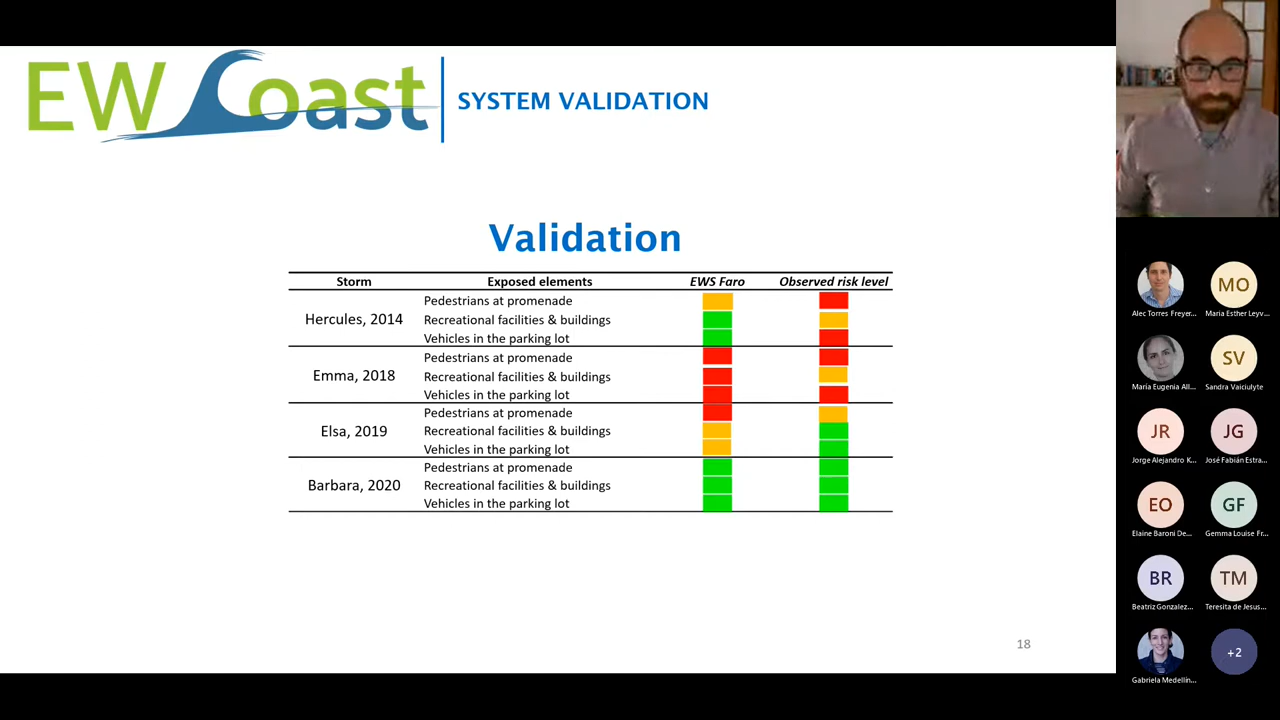 EW Coast
SYSTEM VALIDATION
Validation
Storm Exposed elements EWS Faro Observed risk level
Pedestrians at promenade
Hercules, 2014 Recreational facilities & buildings
Vehicles in the parking lot
Pedestrians at promenade
Emma, 2018 Recreational facilities & buildings
Vehicles in the parking lot
Pedestrians at promenade
Elsa, 2019 Recreational facilities & buildings
Vehicles in the parking lot
Pedestrians at promenade
Barbara, 2020 Recreational facilities & buildings
Vehicles in the parking lot
18
MO
Alec Torres Freyer... Maria Esther Leyv...
SV
María Eugenia All... Sandra Vaiciulyte
JR JG
Jorge Alejandro K... José Fabián Estra...
EO GF
Elaine Baroni De... Gemma Louise Fr...
BR TM
Beatriz Gonzalez... Teresita de Jesus...
+2
Gabriela Medellín...